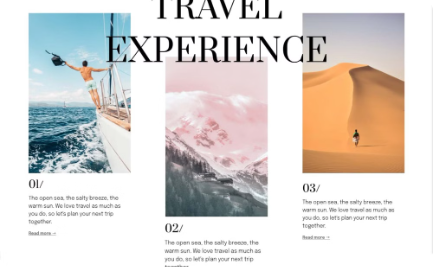 TRAVEL
EXPERIENCE
01/
The open sea, the salty breeze, the
warm sun. We love travel as much as
you do, so let's plan your next trip
together.
Read more →
02/
The open sea, the salty breeze, the
warm sun. We love travel as much as
you do, so let's plan your next trip
together.
03/
The open sea, the salty breeze, the
warm sun. We love travel as much as
you do, so let's plan your next trip
together.
Read more →